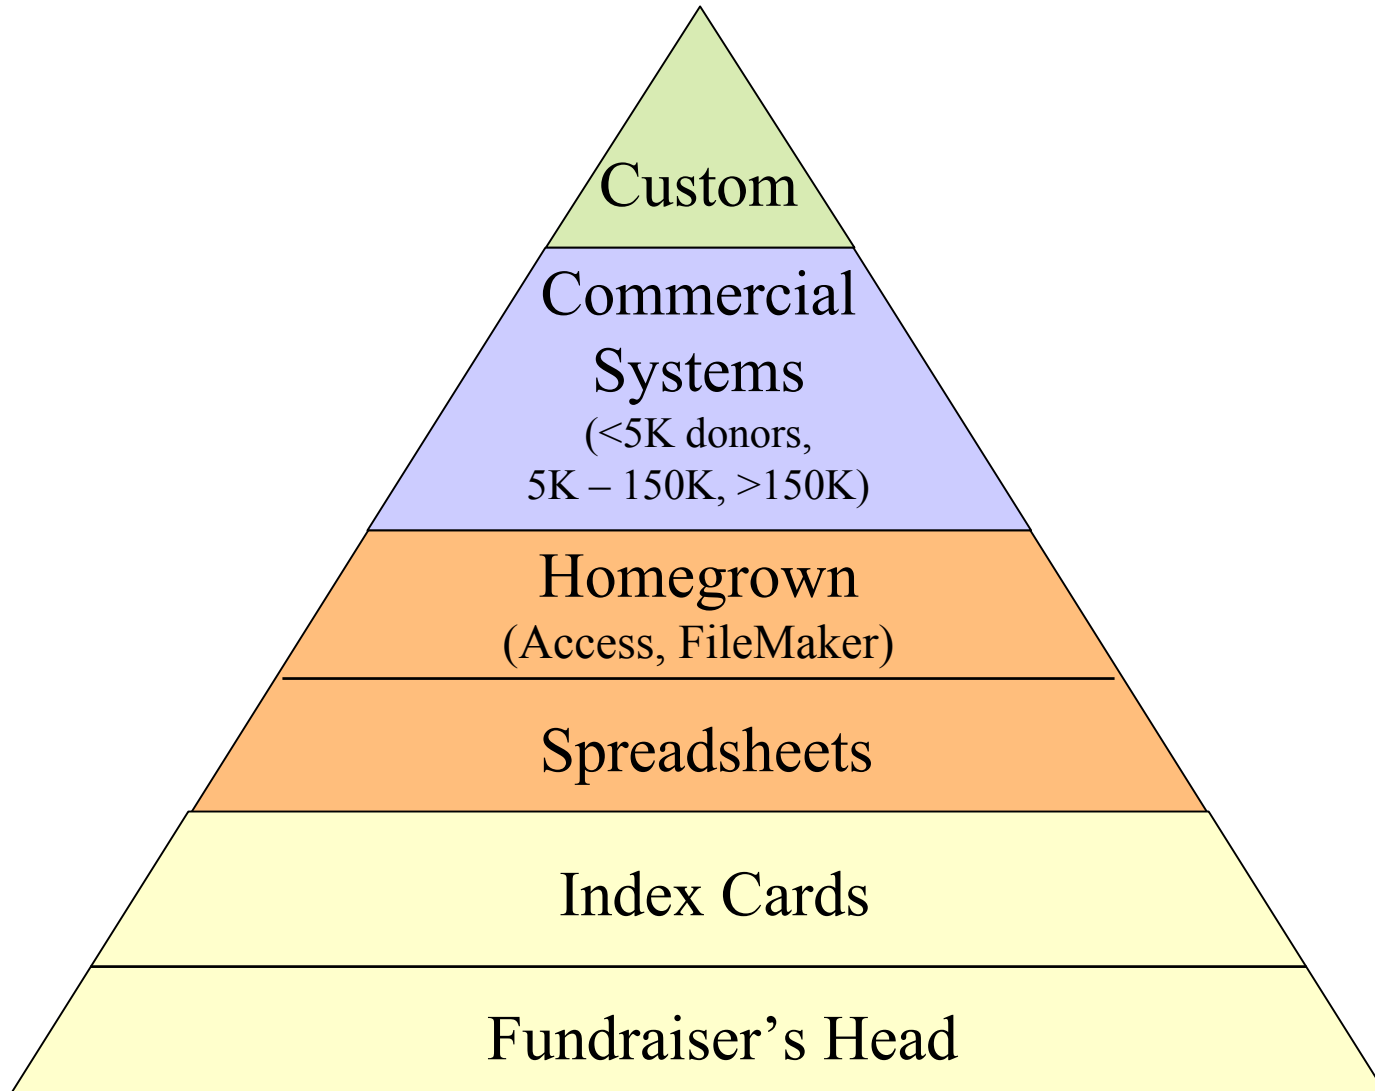 Custom
Commercial
Systems
(<5K donors,
5K – 150K, >150K)
Homegrown
(Access, FileMaker)
Spreadsheets
Index Cards
Fundraiser’s Head